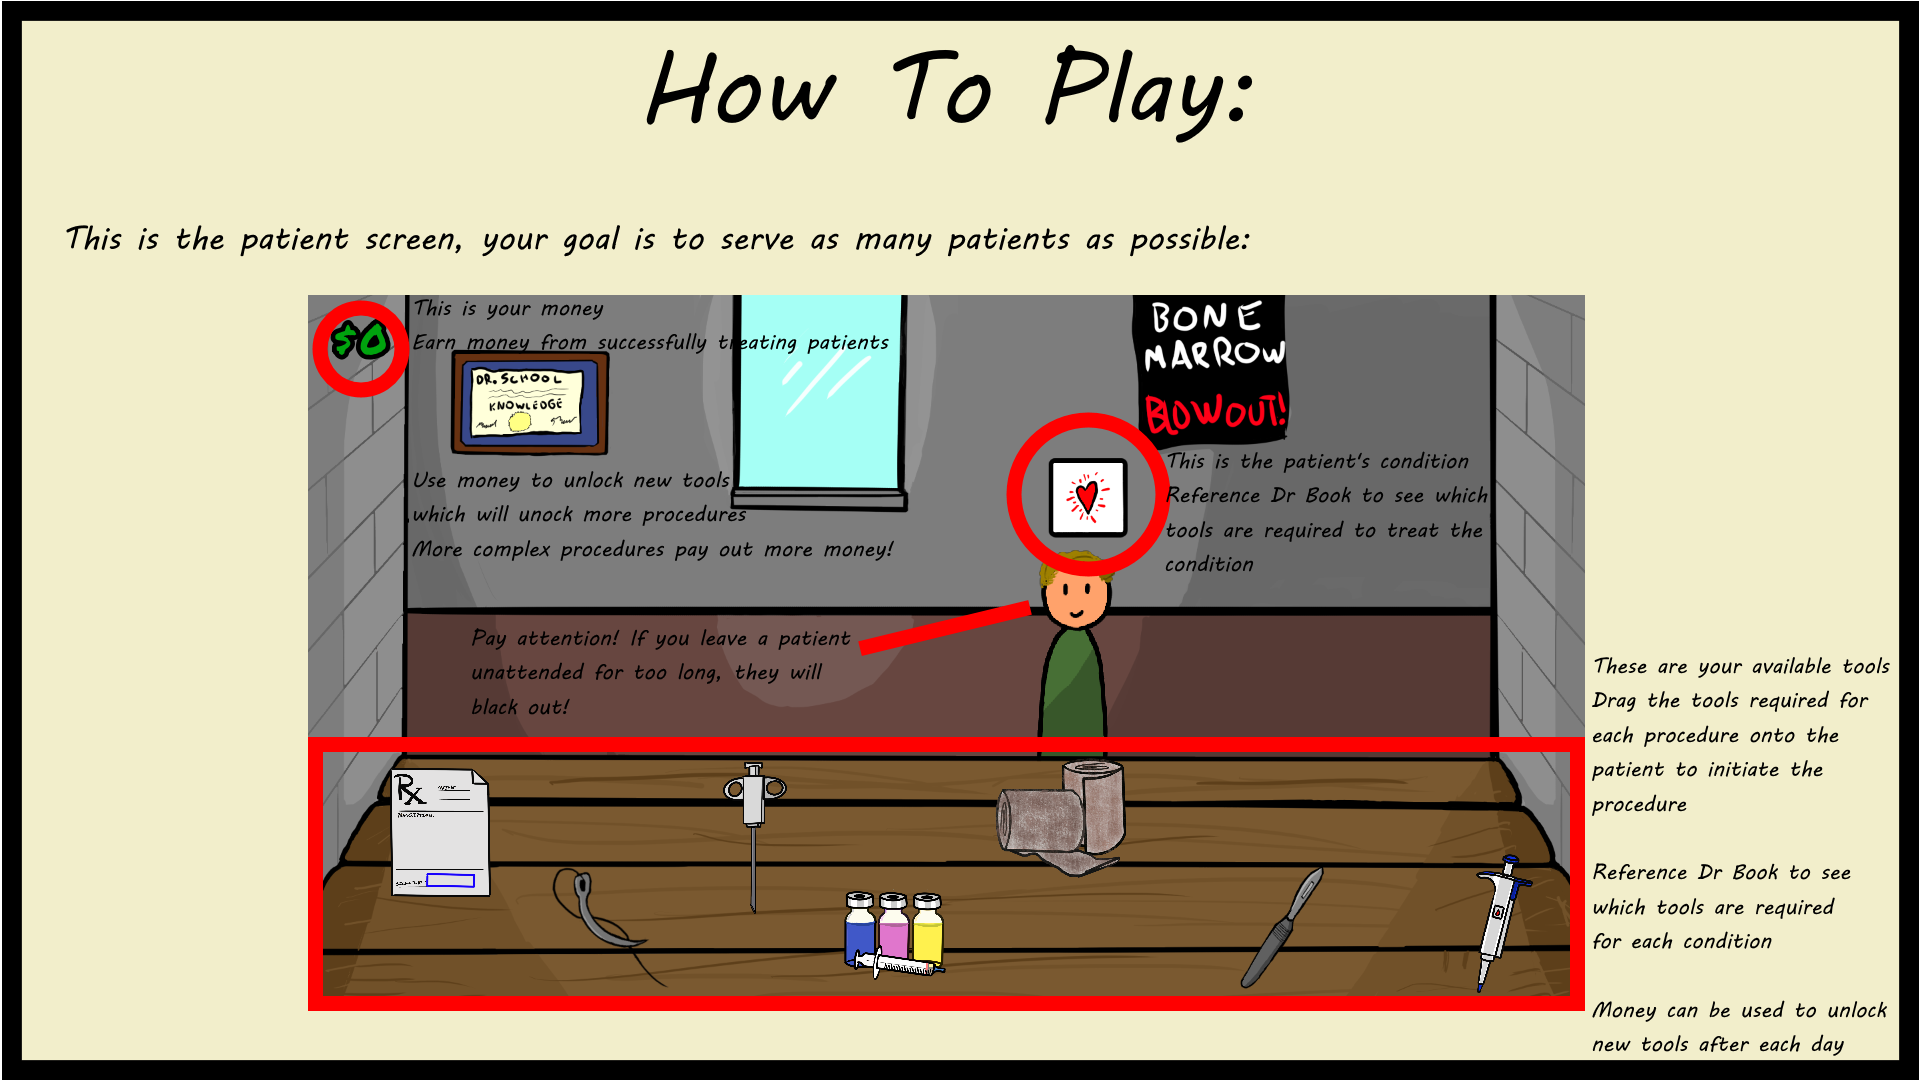 How To Play:
This is the patient screen, your goal is to serve as many patients as possible:
$0
This is your money
Earn money from successfully treating patients
DR. SCHOOL
KNOWLEDGE
Use money to unlock new tools
which will unock more procedures
More complex procedures pay out more money!
BONE
MARROW
BLOWOUT!
This is the patient's condition
Reference Dr Book to see which
tools are required to treat the
condition
Pay attention! If you leave a patient
unattended for too long, they will
black out!
Rx
These are your available tools
Drag the tools required for
each procedure onto the
patient to initiate the
procedure
Reference Dr Book to see
which tools are required
for each condition
Money can be used to unlock
new tools after each day